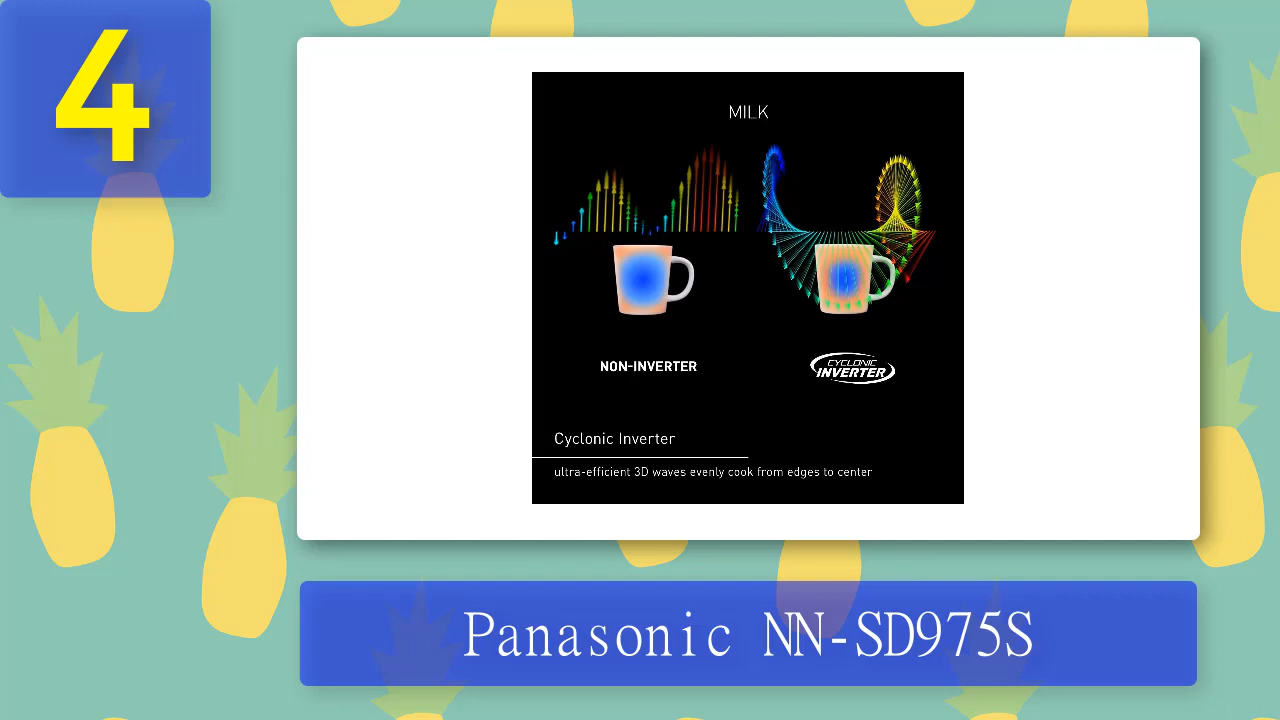 4
MILK
NON-INVERTER
CYCLONIC
INVERTER
Cyclonic Inverter
ultra-efficient 3D waves evenly cook from edges to center
Panasonic NN-SD975S